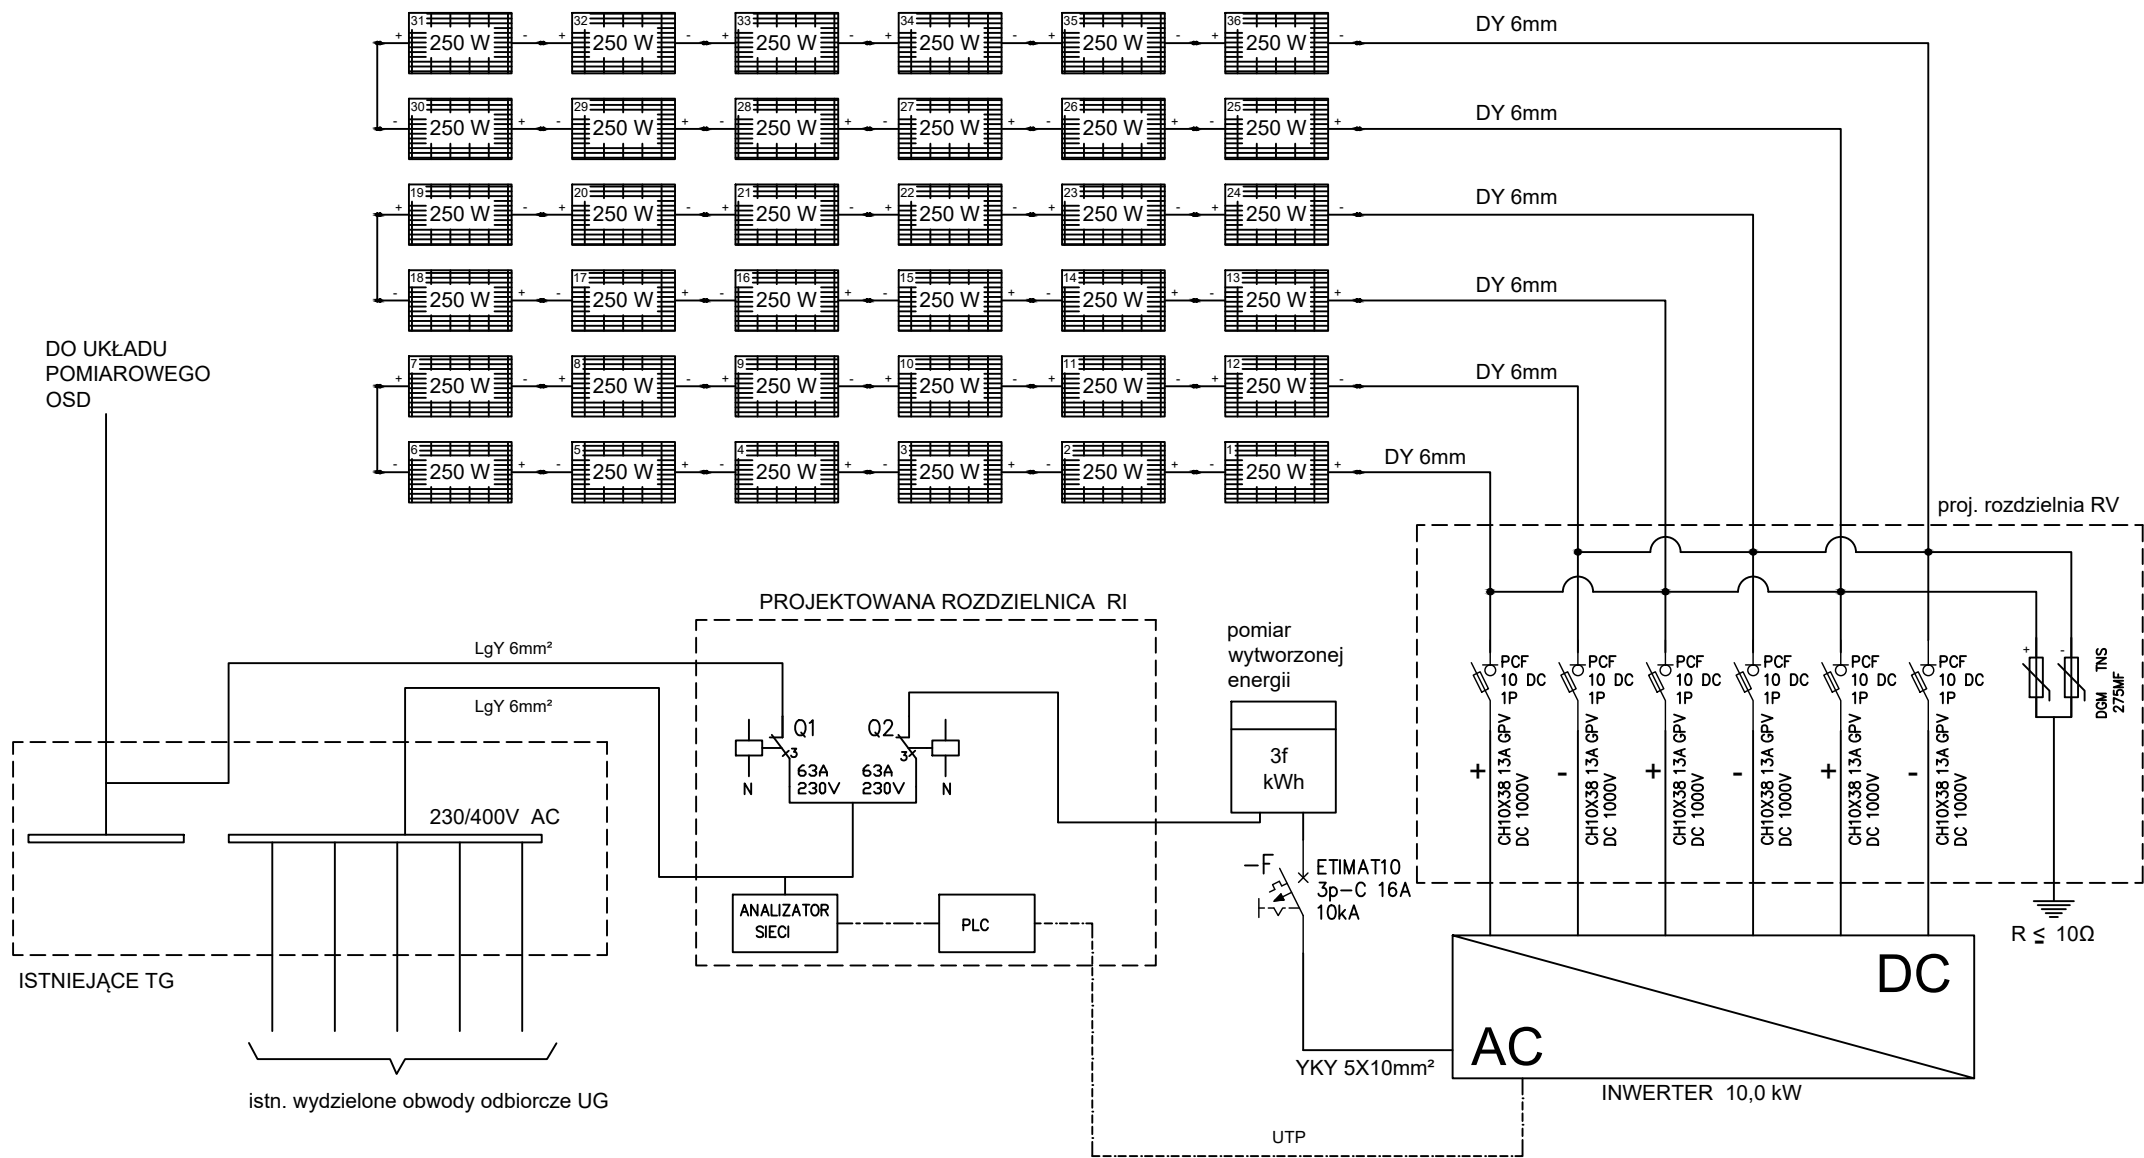 31 32 33 34 35 36
+ 250 W - + 250 W - + 250 W - + 250 W - + 250 W - + 250 W -
DY 6mm
30 29 28 27 26 25
- 250 W + - 250 W + - 250 W + - 250 W + - 250 W + - 250 W +
DY 6mm
19 20 21 22 23 24
+ 250 W - + 250 W - + 250 W - + 250 W - + 250 W - + 250 W -
DY 6mm
18 17 16 15 14 13
- 250 W + - 250 W + - 250 W + - 250 W + - 250 W + - 250 W +
DY 6mm
7 8 9 10 11 12
+ 250 W - + 250 W - + 250 W - + 250 W - + 250 W - + 250 W -
DY 6mm
6 5 4 3 2 1
- 250 W + - 250 W + - 250 W + - 250 W + - 250 W + - 250 W +
DY 6mm
DO UKŁADU
POMIAROWEGO
OSD
proj. rozdzielnia RV
PROJEKTOWANA ROZDZIELNICA RI
LgY 6mm²
LgY 6mm²
Q1
3
63A
230V
N
Q2
3
63A
230V
N
ANALIZATOR
SIECI
PLC
pomiar
wytworzonej
energii
3f
kWh
-F
ETIMAT10
3p-C 16A
10kA
PCF
10 DC
1P
+
CH10X38 13A GPV
DC 1000V
PCF
10 DC
1P
-
CH10X38 13A GPV
DC 1000V
PCF
10 DC
1P
+
CH10X38 13A GPV
DC 1000V
PCF
10 DC
1P
-
CH10X38 13A GPV
DC 1000V
PCF
10 DC
1P
+
CH10X38 13A GPV
DC 1000V
PCF
10 DC
1P
-
CH10X38 13A GPV
DC 1000V
+ -
DGM TNS
275MF
R ≤ 10Ω
230/400V AC
ISTNIEJĄCE TG
istn. wydzielone obwody odbiorcze UG
DC
AC
YKY 5X10mm²
INWERTER 10,0 kW
UTP